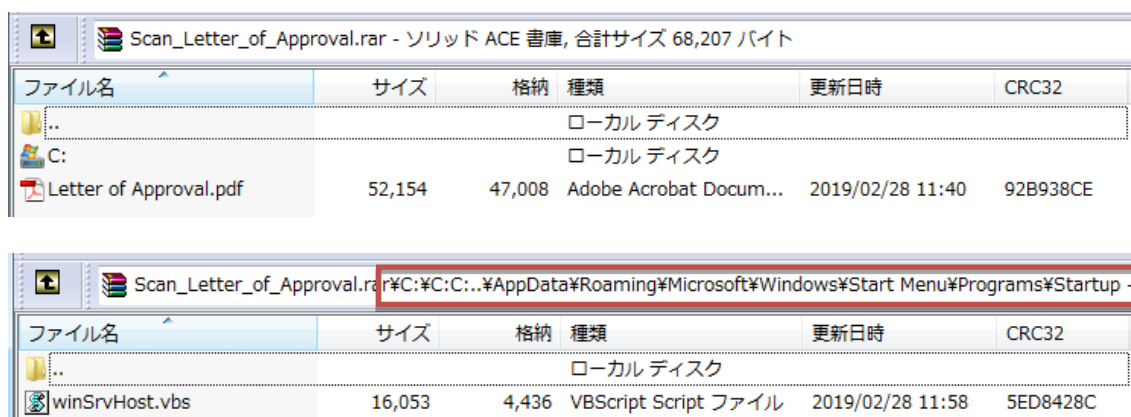 Scan_Letter_of_Approval.rar - ソリッド ACE 書庫, 合計サイズ 68,207 バイト
ファイル名 サイズ 格納 種類 更新日時 CRC32
.. ローカル ディスク
C: ローカル ディスク
Letter of Approval.pdf 52,154 47,008 Adobe Acrobat Docum... 2019/02/28 11:40 92B938CE
Scan_Letter_of_Approval.rar¥C:¥C:C:..¥AppData¥Roaming¥Microsoft¥Windows¥Start Menu¥Programs¥Startup -
ファイル名 サイズ 格納 種類 更新日時 CRC32
.. ローカル ディスク
winSrvHost.vbs 16,053 4,436 VBScript Script ファイル 2019/02/28 11:58 5ED8428C